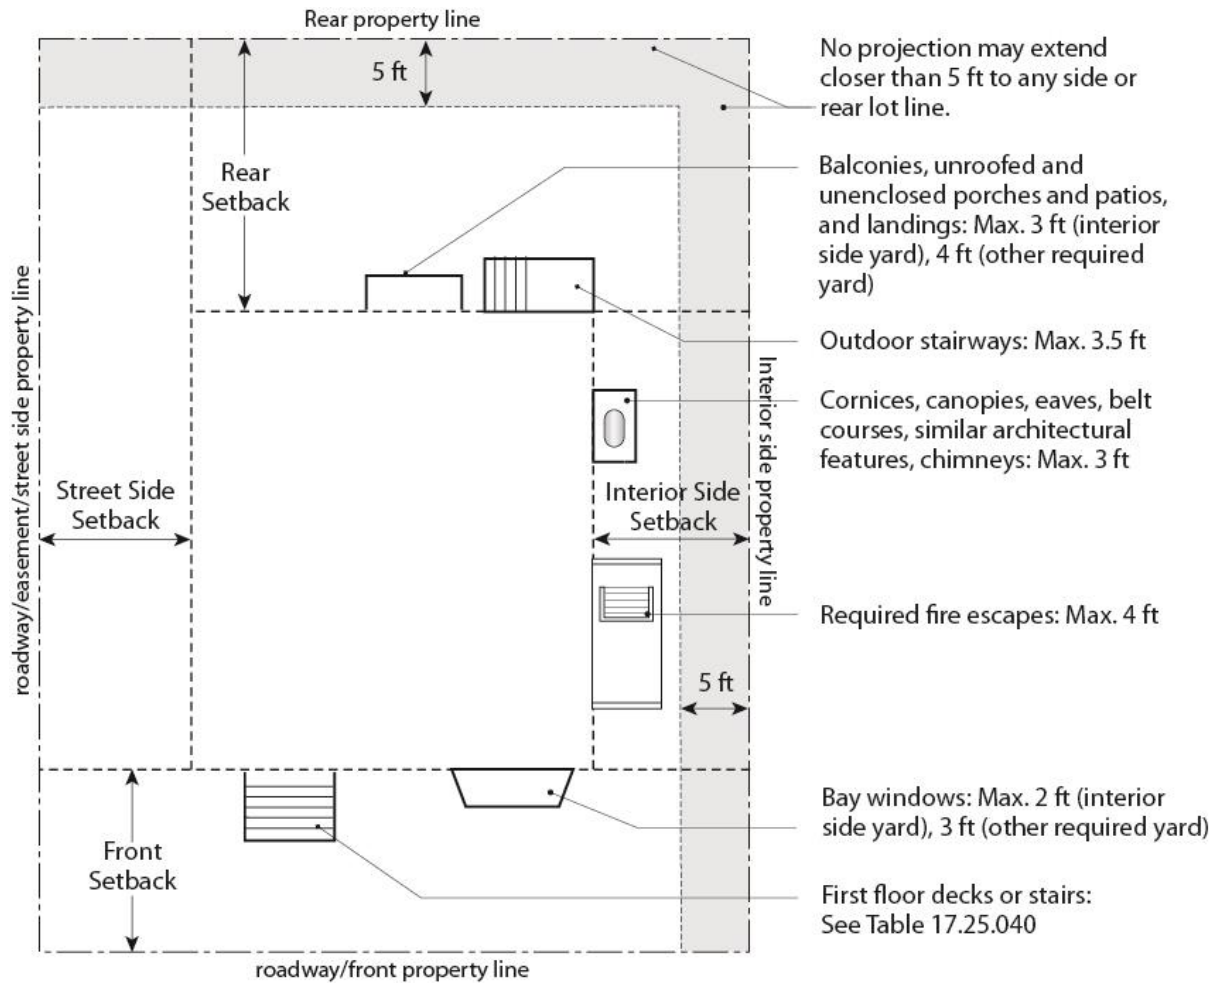 Rear property line
5 ft
No projection may extend
closer than 5 ft to any side or
rear lot line.
Rear
Setback
Balconies, unroofed and
unenclosed porches and patios,
and landings: Max. 3 ft (interior
side yard), 4 ft (other required
yard)
Outdoor stairways: Max. 3.5 ft
Cornices, canopies, eaves, belt
courses, similar architectural
features, chimneys: Max. 3 ft
roadway/easement/street side property line
Street Side
Setback
Interior Side
Setback
Interior side property line
Required fire escapes: Max. 4 ft
5 ft
Bay windows: Max. 2 ft (interior
side yard), 3 ft (other required yard)
Front
Setback
First floor decks or stairs:
See Table 17.25.040
roadway/front property line